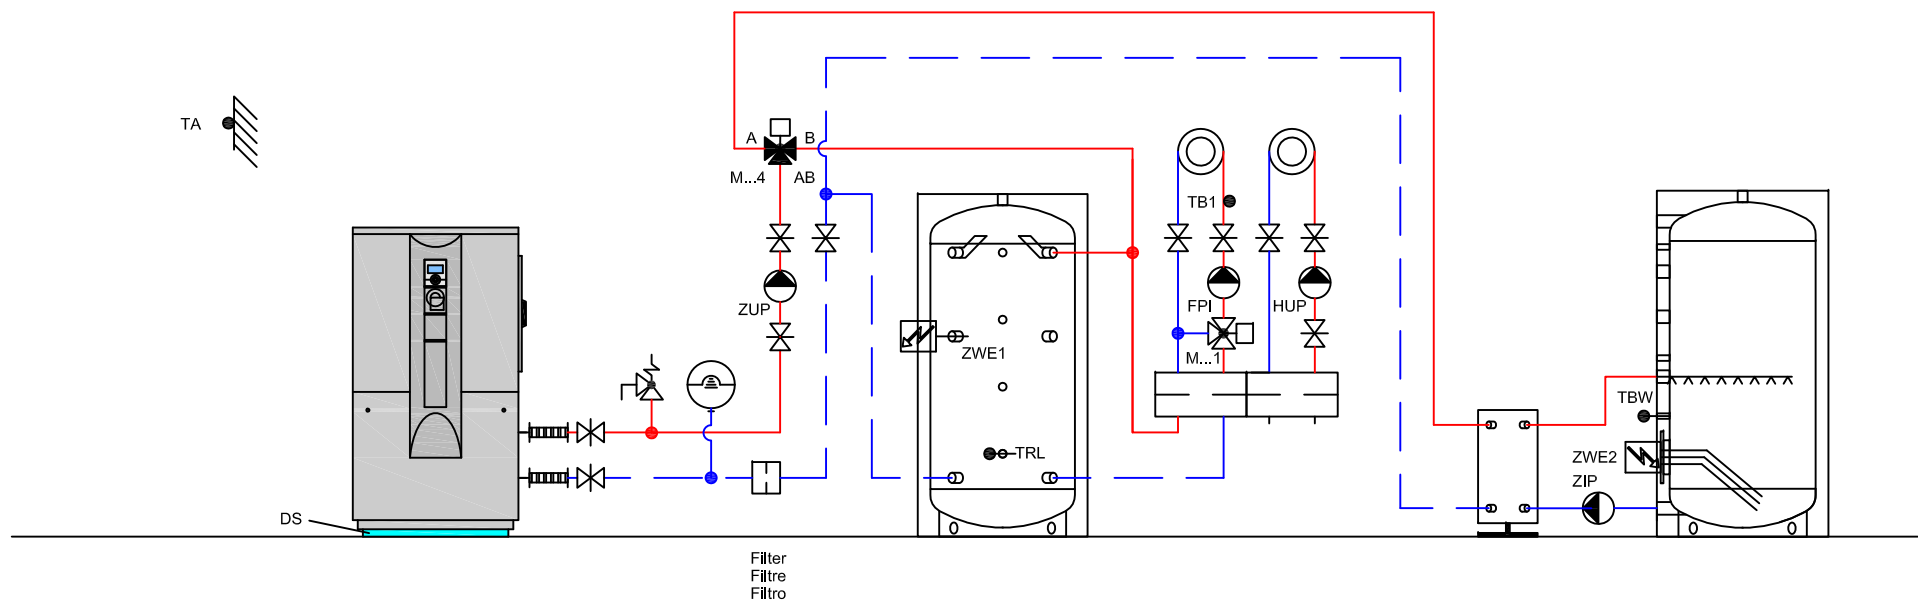 TA
A
B
M...4
AB
TB1
ZUP
FPI
HUP
ZWE1
M...1
TBW
TRL
ZWE2
ZIP
DS
Filter
Filtre
Filtro